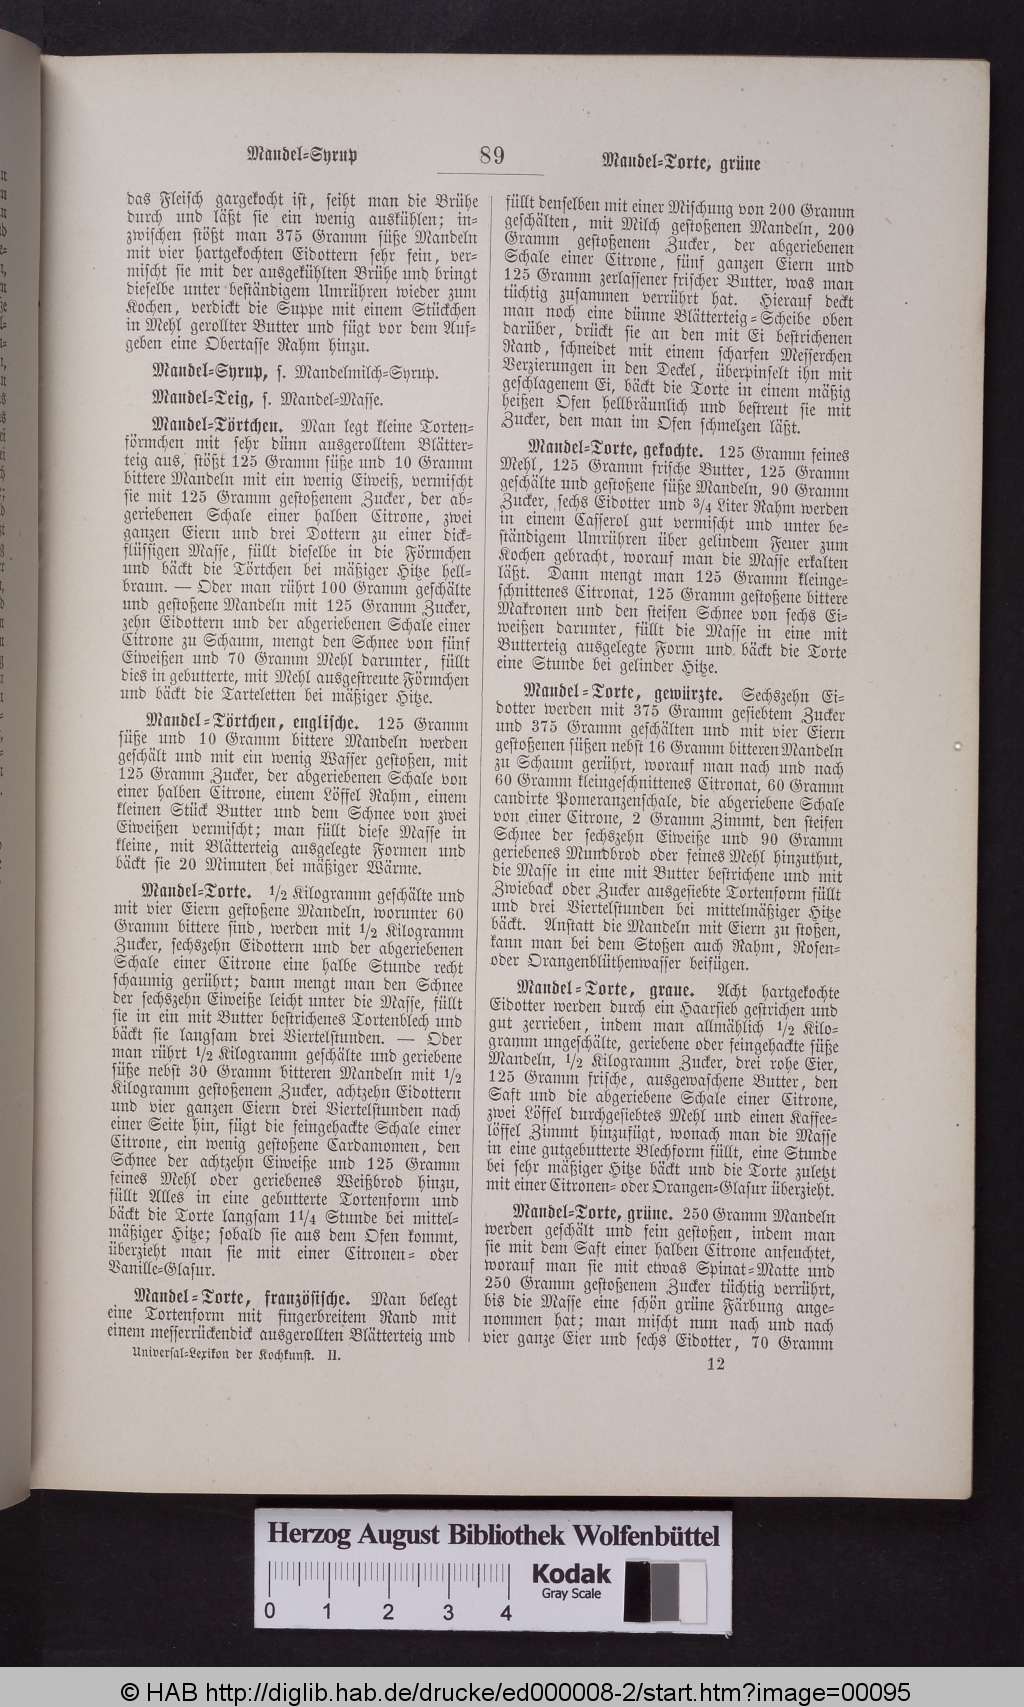 Mandel=Syrup
89
Mandel=Torte, grüne
das Fleisch gargekocht ist, seiht man die Brühe
durch und läßt sie ein wenig auskühlen; in=
zwischen stößt man 375 Gramm süße Mandeln
mit vier hartgekochten Eidottern sehr fein, ver=
mischt sie mit der ausgekühlten Brühe und bringt
dieselbe unter beständigem Umrühren wieder zum
Kochen, verdickt die Suppe mit einem Stückchen
in Mehl gerollter Butter und fügt vor dem Auf=
geben eine Obertasse Rahm hinzu.
Mandel=Syrup, s. Mandelmilch=Syrup.
Mandel=Teig, s. Mandel=Masse.
Mandel=Törtchen. Man legt kleine Torten=
förmchen mit sehr dünn ausgerolltem Blätter=
teig aus, stößt 125 Gramm süße und 10 Gramm
bittere Mandeln mit ein wenig Eiweiß, vermischt
sie mit 125 Gramm gestoßenem Zucker, der ab=
geriebenen Schale einer halben Citrone, zwei
ganzen Eiern und drei Dottern zu einer dick=
flüssigen Masse, füllt dieselbe in die Förmchen
und bäckt die Törtchen bei mäßiger Hitze hell=
braun. — Oder man rührt 100 Gramm geschälte
und gestoßene Mandeln mit 125 Gramm Zucker,
zehn Eidottern und der abgeriebenen Schale einer
Citrone zu Schaum, mengt den Schnee von fünf
Eiweißen und 70 Gramm Mehl darunter, füllt
dies in gebutterte, mit Mehl ausgestreute Förmchen
und bäckt die Tarteletten bei mäßiger Hitze.
Mandel=Törtchen, englische. 125 Gramm
süße und 10 Gramm bittere Mandeln werden
geschält und mit ein wenig Wasser gestoßen, mit
125 Gramm Zucker, der abgeriebenen Schale von
einer halben Citrone, einem Löffel Rahm, einem
kleinen Stück Butter und dem Schnee von zwei
Eiweißen vermischt; man füllt diese Masse in
kleine, mit Blätterteig ausgelegte Formen und
bäckt sie 20 Minuten bei mäßiger Wärme.
Mandel=Torte. 1/2 Kilogramm geschälte und
mit vier Eiern gestoßene Mandeln, worunter 60
Gramm bittere sind, werden mit 1/2 Kilogramm
Zucker, sechszehn Eidottern und der abgeriebenen
Schale einer Citrone eine halbe Stunde recht
schaumig gerührt; dann mengt man den Schnee
der sechszehn Eiweiße leicht unter die Masse, füllt
sie in ein mit Butter bestrichenes Tortenblech und
bäckt sie langsam drei Viertelstunden. — Oder
man rührt 1/2 Kilogramm geschälte und geriebene
süße nebst 30 Gramm bitteren Mandeln mit 1/2
Kilogramm gestoßenem Zucker, achtzehn Eidottern
und vier ganzen Eiern drei Viertelstunden nach
einer Seite hin, fügt die feingehackte Schale einer
Citrone, ein wenig gestoßene Cardamomen, den
Schnee der achtzehn Eiweiße und 125 Gramm
feines Mehl oder geriebenes Weißbrod hinzu,
füllt Alles in eine gebutterte Tortenform und
bäckt die Torte langsam 1 1/4 Stunde bei mittel=
mäßiger Hitze; sobald sie aus dem Ofen kommt,
überzieht man sie mit einer Citronen= oder
Vanille=Glasur.
Mandel=Torte, französische. Man belegt
eine Tortenform mit fingerbreitem Rand mit
einem messerrückendick ausgerollten Blätterteig und
Universal=Lexikon der Kochkunst. II.
füllt denselben mit einer Mischung von 200 Gramm
geschälten, mit Milch gestoßenen Mandeln, 200
Gramm gestoßenem Zucker, der abgeriebenen
Schale einer Citrone, fünf ganzen Eiern und
125 Gramm zerlassener frischer Butter, was man
tüchtig zusammen verrührt hat. Hierauf deckt
man noch eine dünne Blätterteig=Scheibe oben
darüber, drückt sie an den mit Ei bestrichenen
Rand, schneidet mit einem scharfen Messerchen
Verzierungen in den Deckel, überpinselt ihn mit
geschlagenem Ei, bäckt die Torte in einem mäßig
heißen Ofen hellbräunlich und bestreut sie mit
Zucker, den man im Ofen schmelzen läßt.
Mandel=Torte, gekochte. 125 Gramm feines
Mehl, 125 Gramm frische Butter, 125 Gramm
geschälte und gestoßene süße Mandeln, 90 Gramm
Zucker, sechs Eidotter und 3/4 Liter Rahm werden
in einem Casserol gut vermischt und unter be=
ständigem Umrühren über gelindem Feuer zum
Kochen gebracht, worauf man die Masse erkalten
läßt. Dann mengt man 125 Gramm kleinge=
schnittenes Citronat, 125 Gramm gestoßene bittere
Makronen und den steifen Schnee von sechs Ei=
weißen darunter, füllt die Masse in eine mit
Butterteig ausgelegte Form und bäckt die Torte
eine Stunde bei gelinder Hitze.
Mandel=Torte, gewürzte. Sechszehn Ei=
dotter werden mit 375 Gramm gesiebtem Zucker
und 375 Gramm geschälten und mit vier Eiern
gestoßenen süßen nebst 16 Gramm bitteren Mandeln
zu Schaum gerührt, worauf man nach und nach
60 Gramm kleingeschnittenes Citronat, 60 Gramm
candirte Pomeranzenschale, die abgeriebene Schale
von einer Citrone, 2 Gramm Zimmt, den steifen
Schnee der sechszehn Eiweiße und 90 Gramm
geriebenes Mundbrod oder feines Mehl hinzuthut,
die Masse in eine mit Butter bestrichene und mit
Zwieback oder Zucker ausgesiebte Tortenform füllt
und drei Viertelstunden bei mittelmäßiger Hitze
bäckt. Anstatt die Mandeln mit Eiern zu stoßen,
kann man bei dem Stoßen auch Rahm, Rosen=
oder Orangenblüthenwasser beifügen.
Mandel=Torte, graue. Acht hartgekochte
Eidotter werden durch ein Haarsieb gestrichen und
gut zerrieben, indem man allmählich 1/2 Kilo=
gramm ungeschälte, geriebene oder feingehackte süße
Mandeln, 1/2 Kilogramm Zucker, drei rohe Eier,
125 Gramm frische, ausgewaschene Butter, den
Saft und die abgeriebene Schale einer Citrone,
zwei Löffel durchgesiebtes Mehl und einen Kaffee=
löffel Zimmt hinzufügt, wonach man die Masse
in eine gutgebutterte Blechform füllt, eine Stunde
bei sehr mäßiger Hitze bäckt und die Torte zuletzt
mit einer Citronen= oder Orangen=Glasur überzieht.
Mandel=Torte, grüne. 250 Gramm Mandeln
werden geschält und fein gestoßen, indem man
sie mit dem Saft einer halben Citrone anfeuchtet,
worauf man sie mit etwas Spinat=Matte und
250 Gramm gestoßenem Zucker tüchtig verrührt,
bis die Masse eine schön grüne Färbung ange=
nommen hat; man mischt nun nach und nach
vier ganze Eier und sechs Eidotter, 70 Gramm
12
Herzog August Bibliothek Wolfenbüttel
Kodak
Gray Scale
0 1 2 3 4
© HAB http://diglib.hab.de/drucke/ed000008-2/start.htm?image=00095